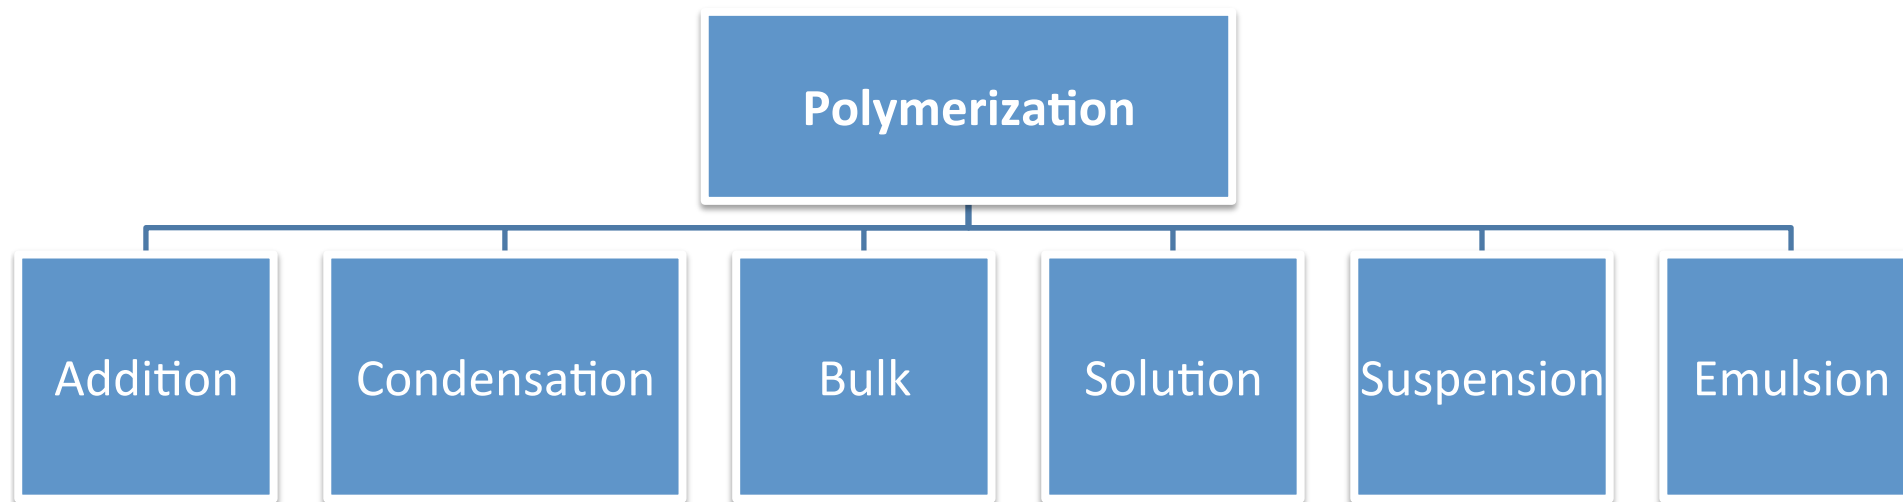 Polymerization
Addition
Condensation
Bulk
Solution
Suspension
Emulsion